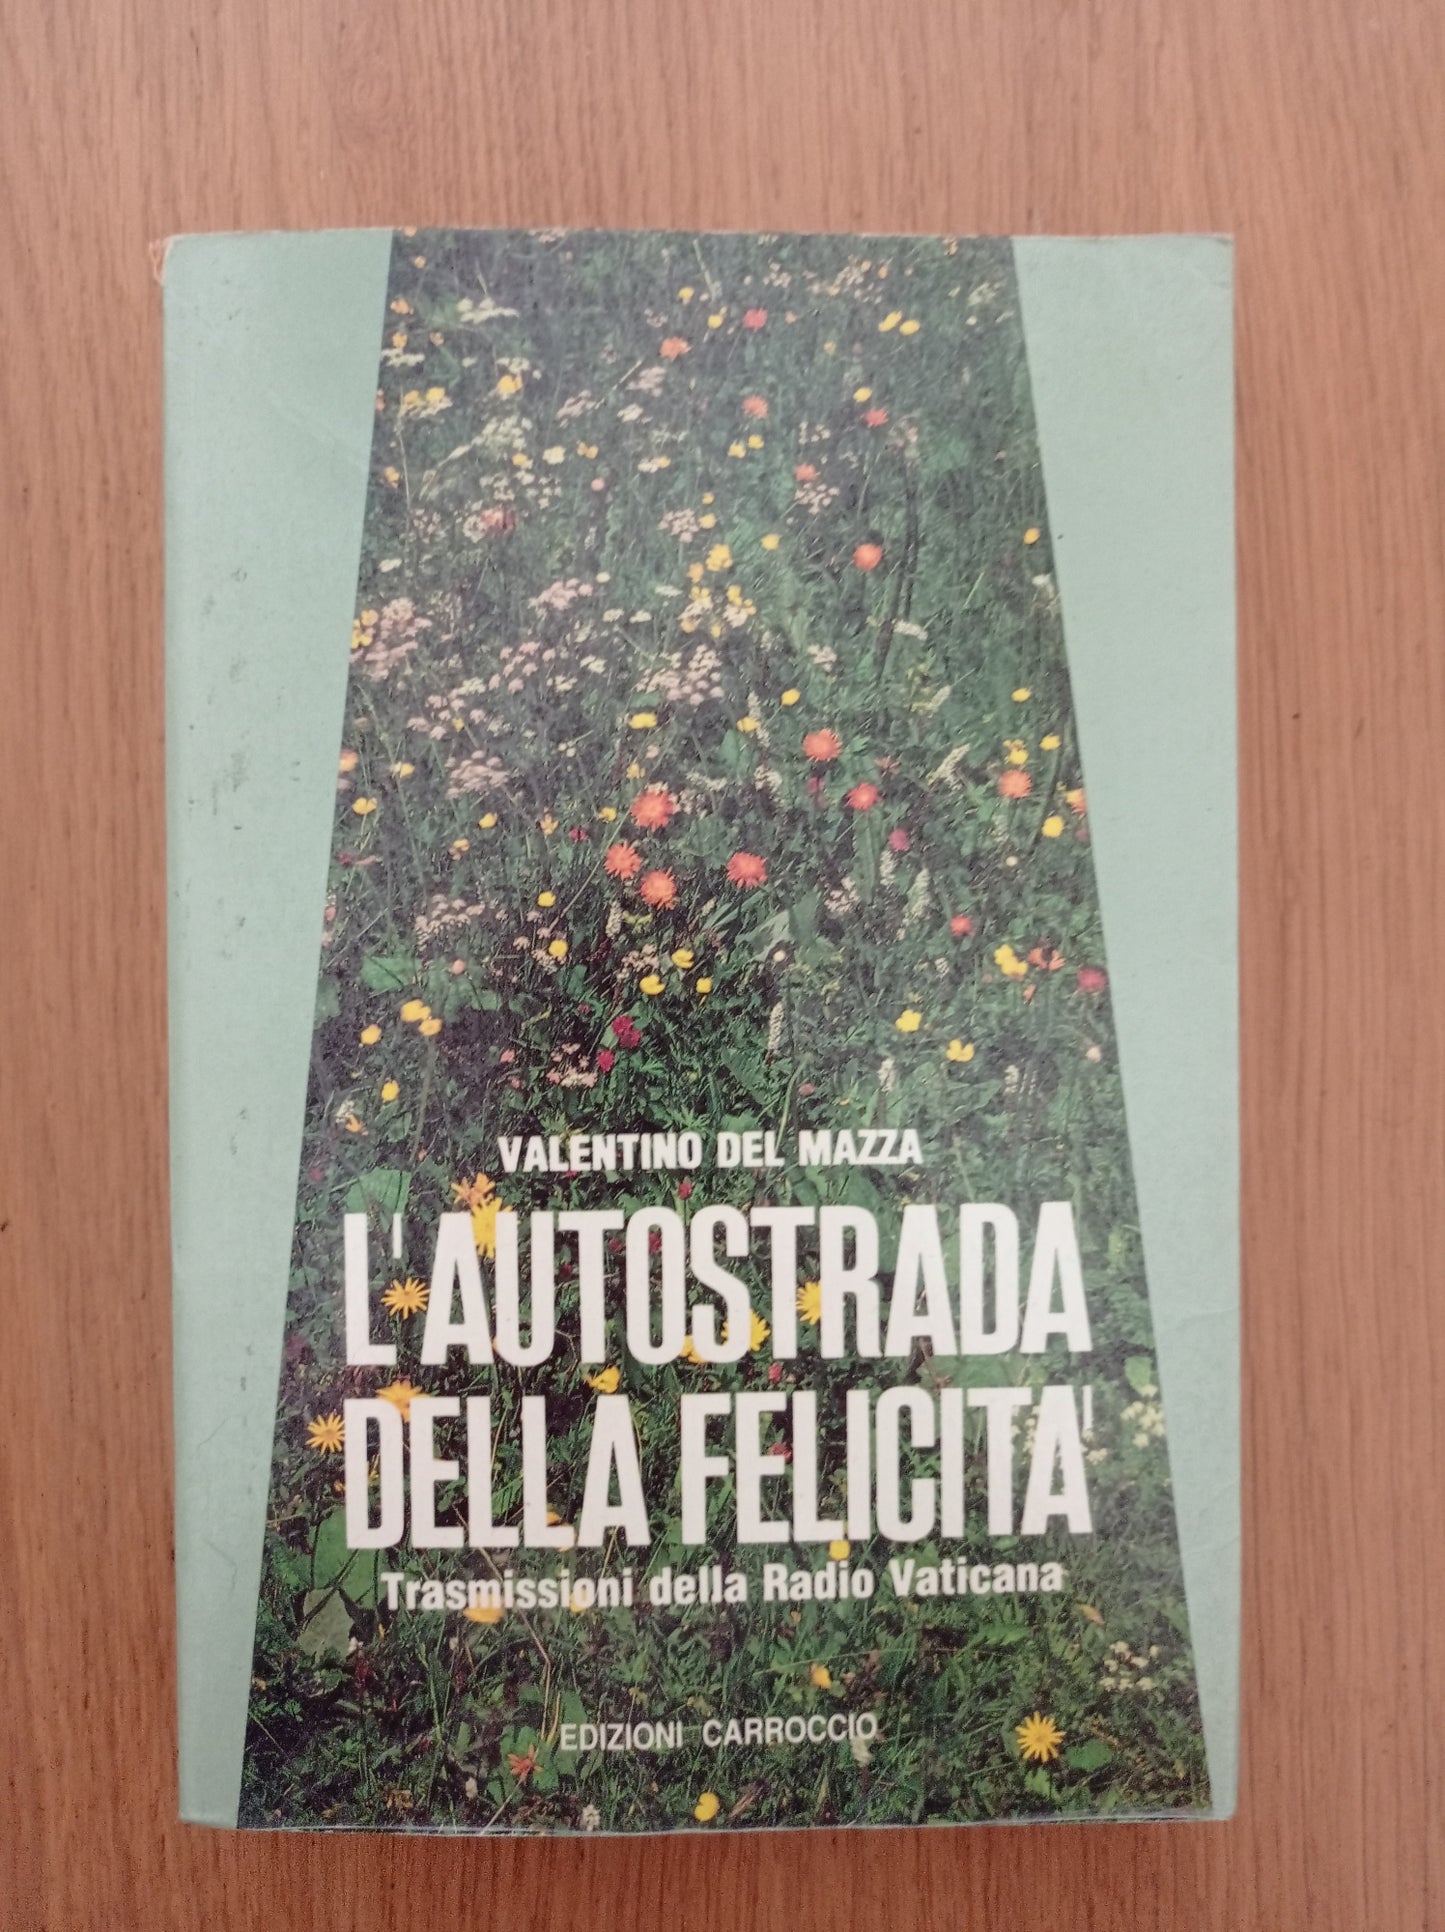 VALENTINO DEL MAZZA
L'AUTOSTRADA
DELLA FELICITA'
Trasmissioni della Radio Vaticana
EDIZIONI CARROCCIO